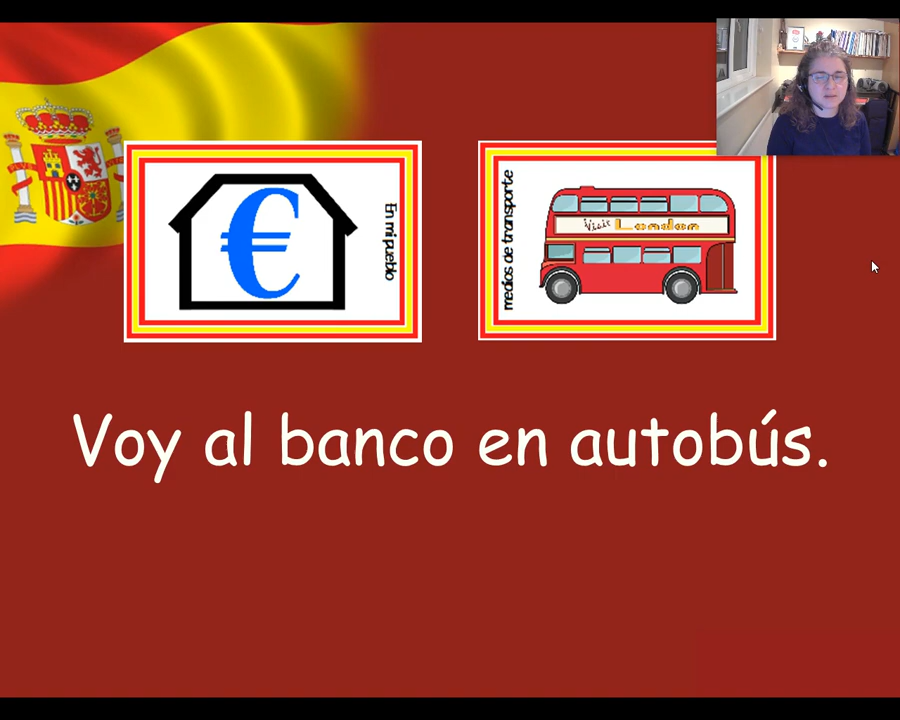 En mi pueblo
medios de transporte
Visit London
Voy al banco en autobús.